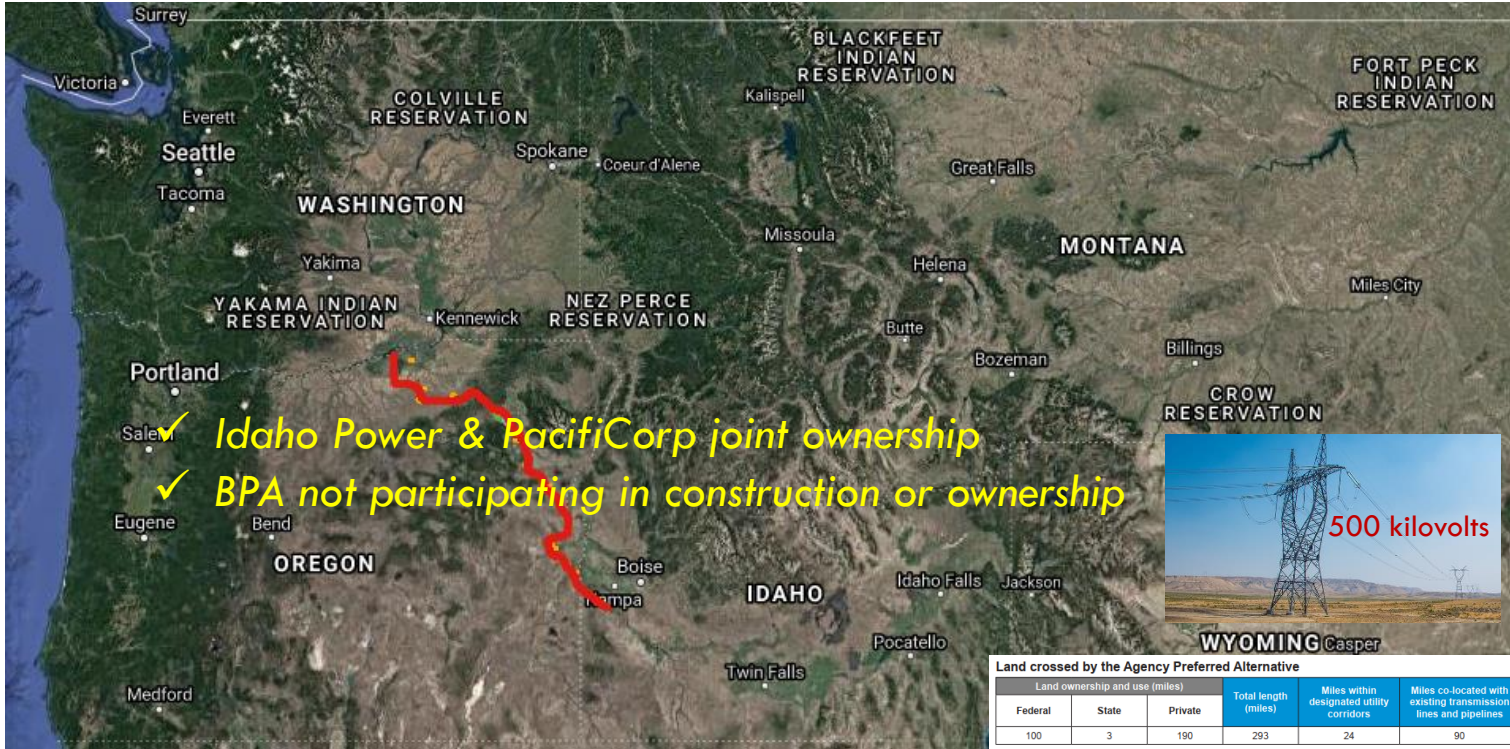 Surrey
BLACKFEET
INDIAN
RESERVATION
FORT PECK
INDIAN
RESERVATION
Victoria
COLVILLE
RESERVATION
Kalispell
Everett
Seattle
Spokane
Coeur d'Alene
Great Falls
Tacoma
WASHINGTON
Missoula
MONTANA
Yakima
Helena
Miles City
YAKAMA INDIAN
RESERVATION
NEZ PERCE
RESERVATION
Kennewick
Butte
Billings
Bozeman
Portland
CROW
RESERVATION
Salem
✓ Idaho Power & PacifiCorp joint ownership
✓ BPA not participating in construction or ownership
Eugene
Bend
500 kilovolts
OREGON
Boise
Nampa
IDAHO
Idaho Falls
Jackson
Pocatello
WYOMING
Casper
Twin Falls
Medford
Land crossed by the Agency Preferred Alternative
Land ownership and use (miles)
Total length
(miles)
Miles within
designated utility
corridors
Miles co-located with
existing transmission
lines and pipelines
Federal State Private
100 3 190 293 24 90